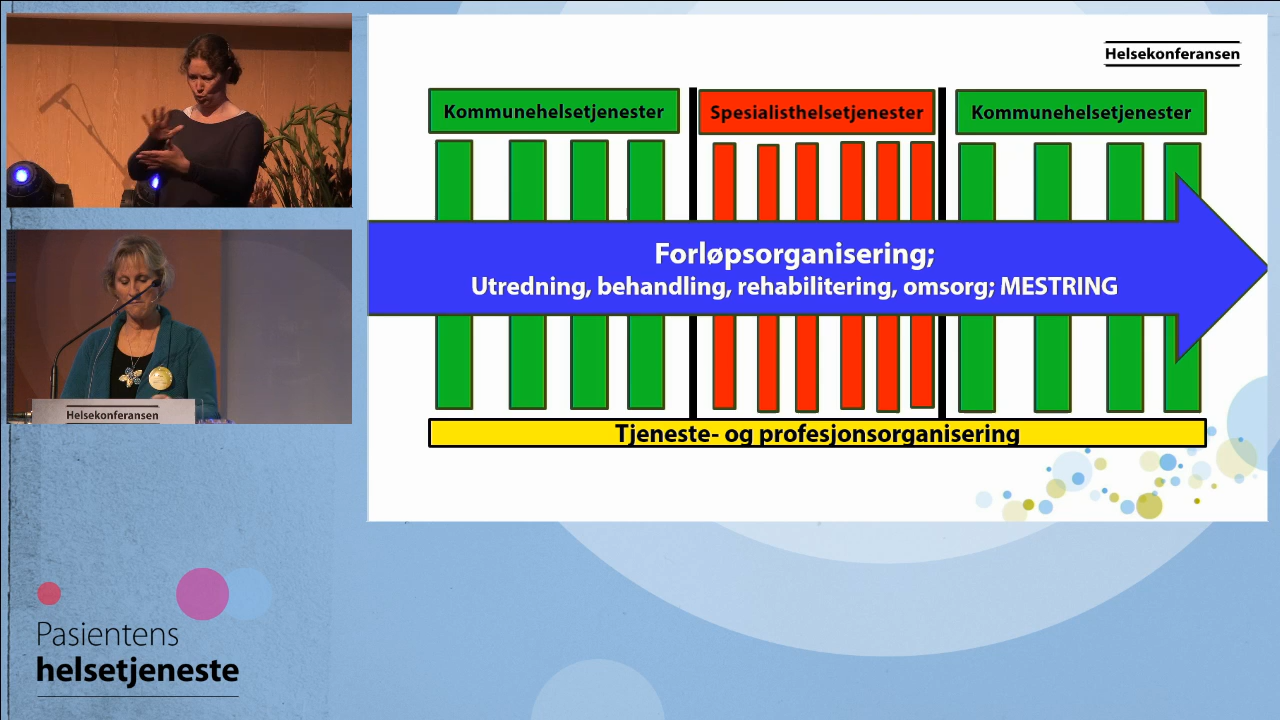 Helsekonferansen
Kommunehelsetjenester
Spesialisthelsetjenester
Kommunehelsetjenester
Forløpsorganisering;
Utredning, behandling, rehabilitering, omsorg; MESTRING
Tjeneste- og profesjonsorganisering
Helsekonferansen
Pasientens
helsetjeneste